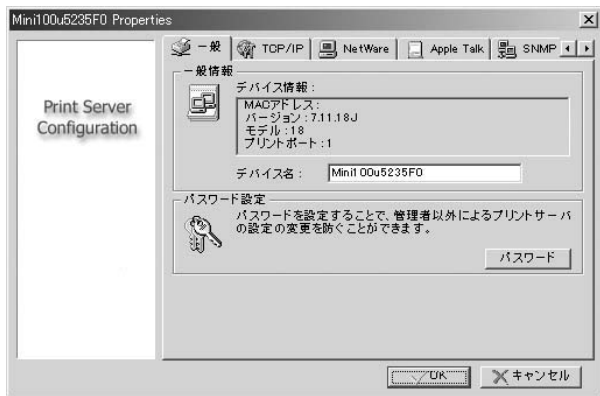 Mini100u5235F0 Properties
一般
TCP/IP
NetWare
Apple Talk
SNMP
Print Server
Configuration
一般情報
デバイス情報:
MACアドレス:
バージョン:7.11.18J
モデル:18
プリントポート:1
デバイス名:
Mini100u5235F0
パスワード設定
パスワードを設定することで、管理者以外によるプリントサーバ
の設定の変更を防ぐことができます。
パスワード
OK
キャンセル